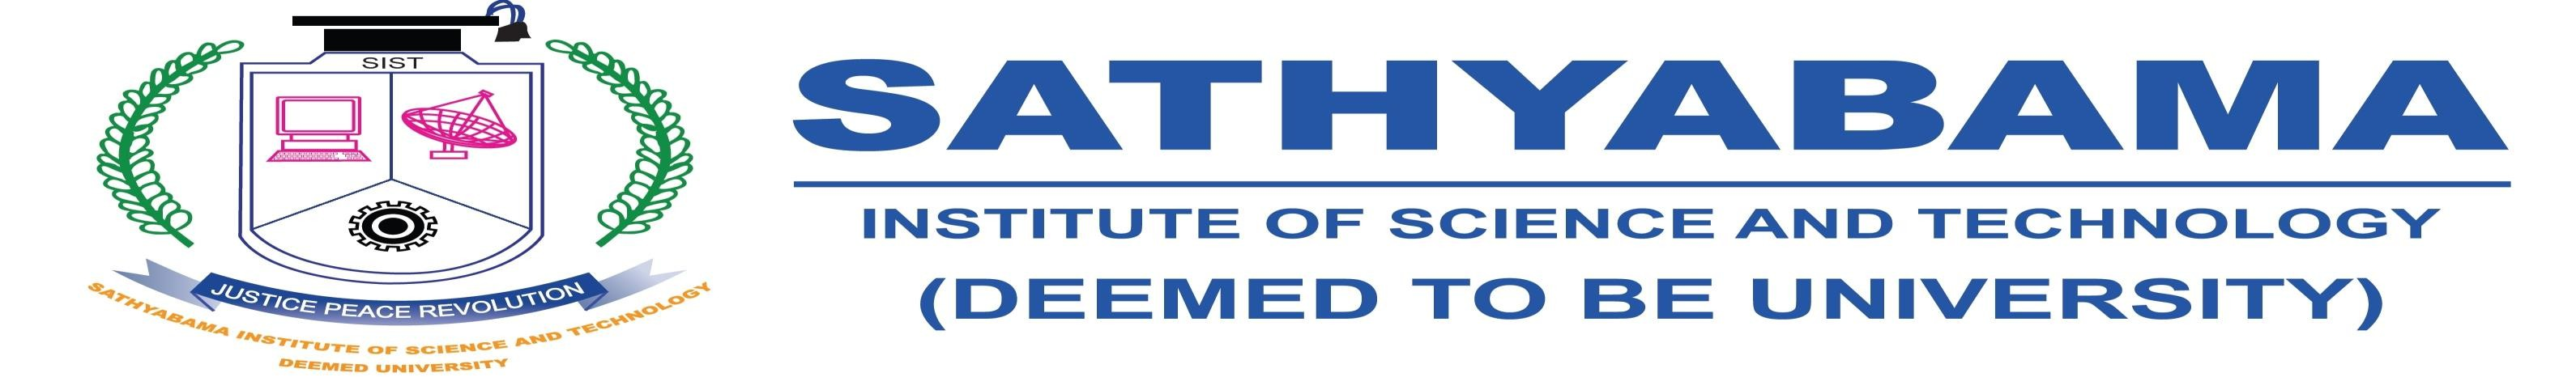 SIST
JUSTICE PEACE REVOLUTION
SATHYABAMA INSTITUTE OF SCIENCE AND TECHNOLOGY
DEEMED UNIVERSITY
SATHYABAMA
INSTITUTE OF SCIENCE AND TECHNOLOGY
(DEEMED TO BE UNIVERSITY)